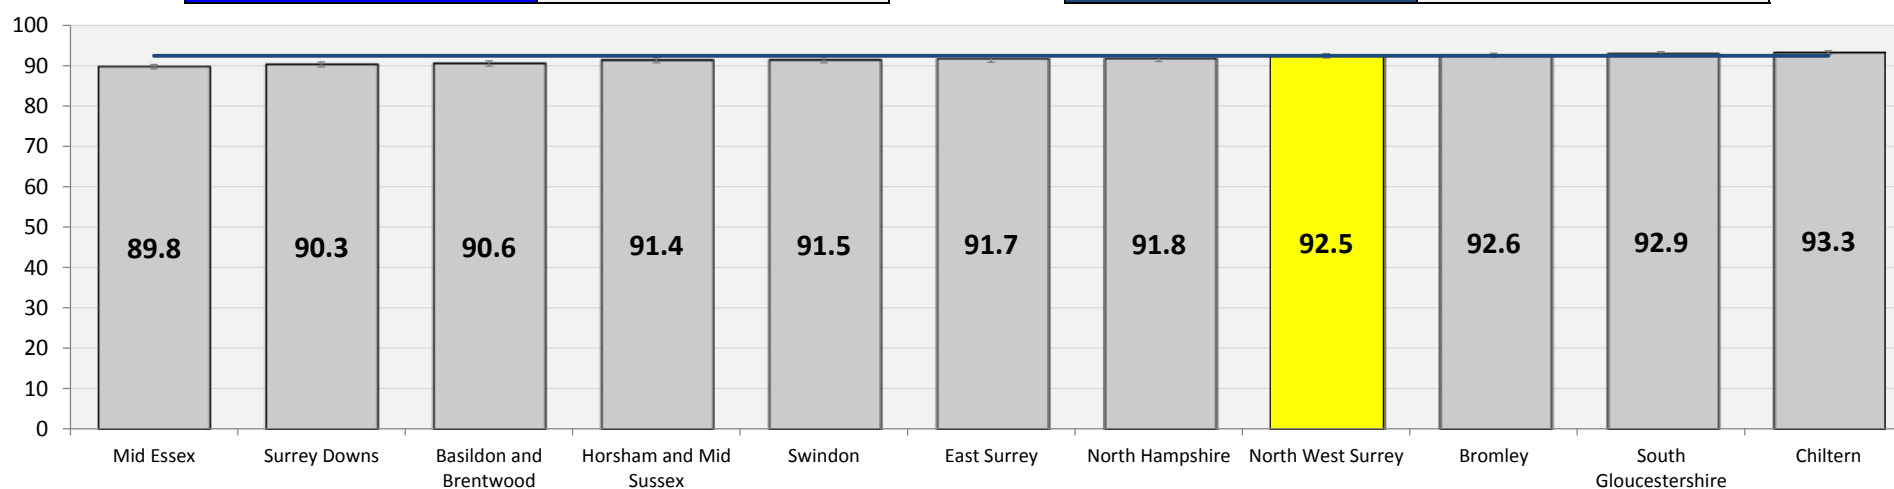 100
90
80
70
60
50
40
30
20
10
0
89.8
90.3
90.6
91.4
91.5
91.7
91.8
92.5
92.6
92.9
93.3
Mid Essex
Surrey Downs
Basildon and
Brentwood
Horsham and Mid
Sussex
Swindon
East Surrey
North Hampshire
North West Surrey
Bromley
South
Gloucestershire
Chiltern